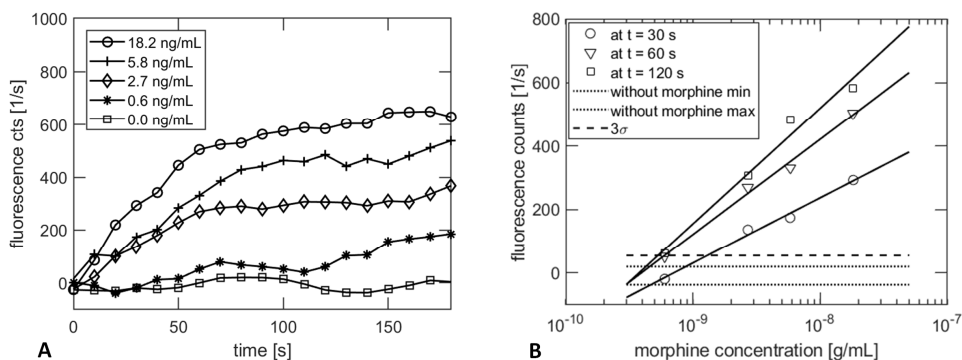 1000
800
600
400
200
0
fluorescence cts [1/s]
18.2 ng/mL
5.8 ng/mL
2.7 ng/mL
0.6 ng/mL
0.0 ng/mL
0 50 100 150
time [s]
A
800
600
400
200
0
fluorescence counts [1/s]
at t = 30 s
at t = 60 s
at t = 120 s
without morphine min
without morphine max
3σ
10⁻¹⁰ 10⁻⁹ 10⁻⁸ 10⁻⁷
morphine concentration [g/mL]
B